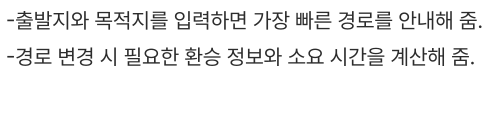 -출발지와 목적지를 입력하면 가장 빠른 경로를 안내해 줌.
-경로 변경 시 필요한 환승 정보와 소요 시간을 계산해 줌.